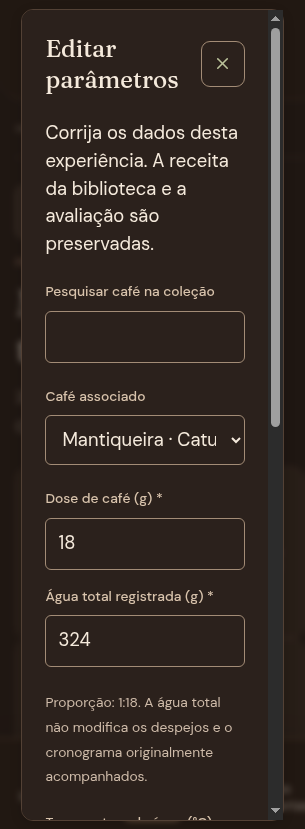 Editar
parâmetros
×
Corrija os dados desta
experiência. A receita
da biblioteca e a
avaliação são
preservadas.
Pesquisar café na coleção
Café associado
Mantiqueira · Catu
Dose de café (g) *
18
Água total registrada (g) *
324
Proporção: 1:18. A água total
não modifica os despejos e o
cronograma originalmente
acompanhados.